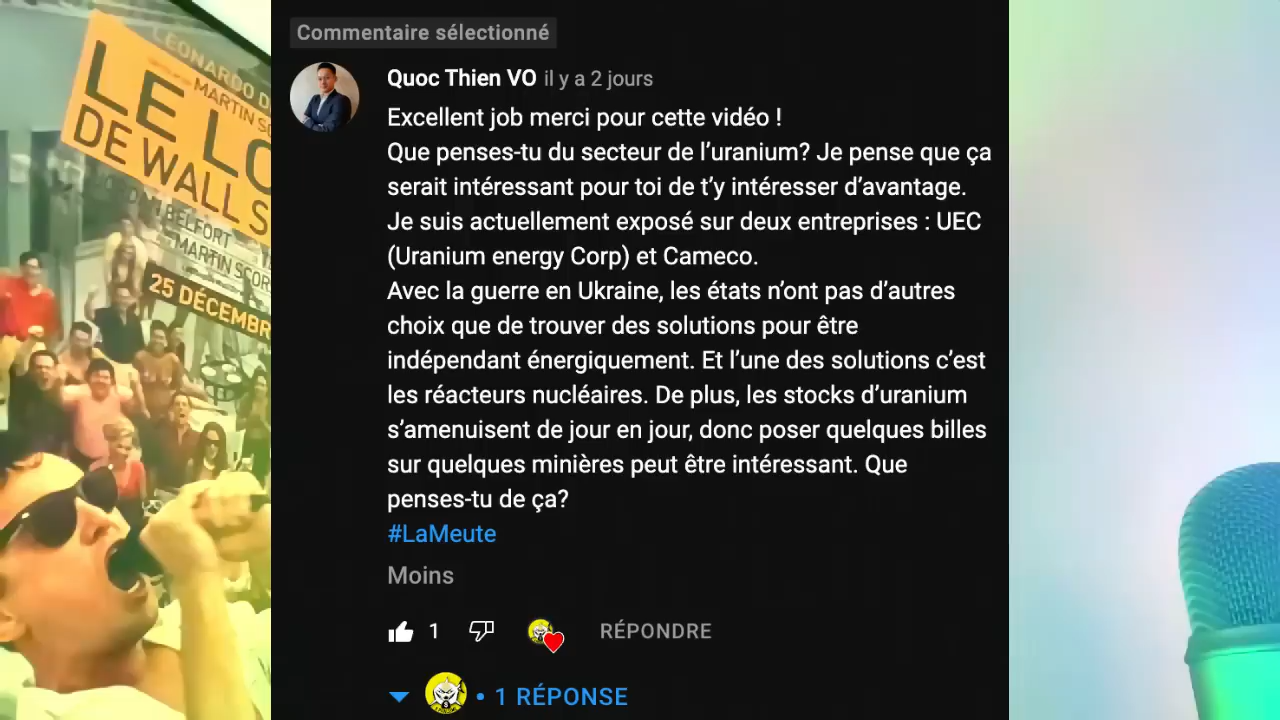 LEONARDO D
MARTIN SC
LE LO
DE WALL S
BELFORT
MARTIN SCOR
25 DÉCEMBR
Commentaire sélectionné
Quoc Thien VO il y a 2 jours
Excellent job merci pour cette vidéo !
Que penses-tu du secteur de l’uranium? Je pense que ça
serait intéressant pour toi de t’y intéresser d’avantage.
Je suis actuellement exposé sur deux entreprises : UEC
(Uranium energy Corp) et Cameco.
Avec la guerre en Ukraine, les états n’ont pas d’autres
choix que de trouver des solutions pour être
indépendant énergiquement. Et l’une des solutions c’est
les réacteurs nucléaires. De plus, les stocks d’uranium
s’amenuisent de jour en jour, donc poser quelques billes
sur quelques minières peut être intéressant. Que
penses-tu de ça?
#LaMeute
Moins
1
RÉPONDRE
• 1 RÉPONSE